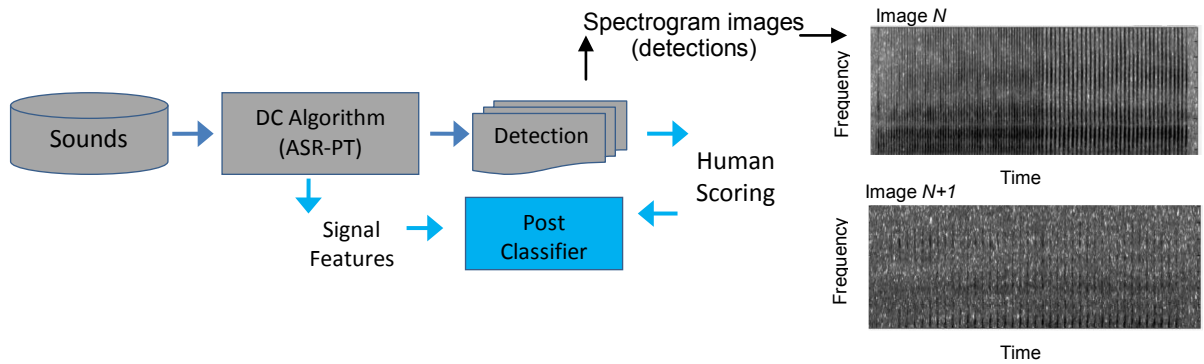 Sounds
DC Algorithm
(ASR-PT)
Detection
Spectrogram images
(detections)
Human
Scoring
Signal
Features
Post
Classifier
Image N
Frequency
Time
Image N+1
Frequency
Time